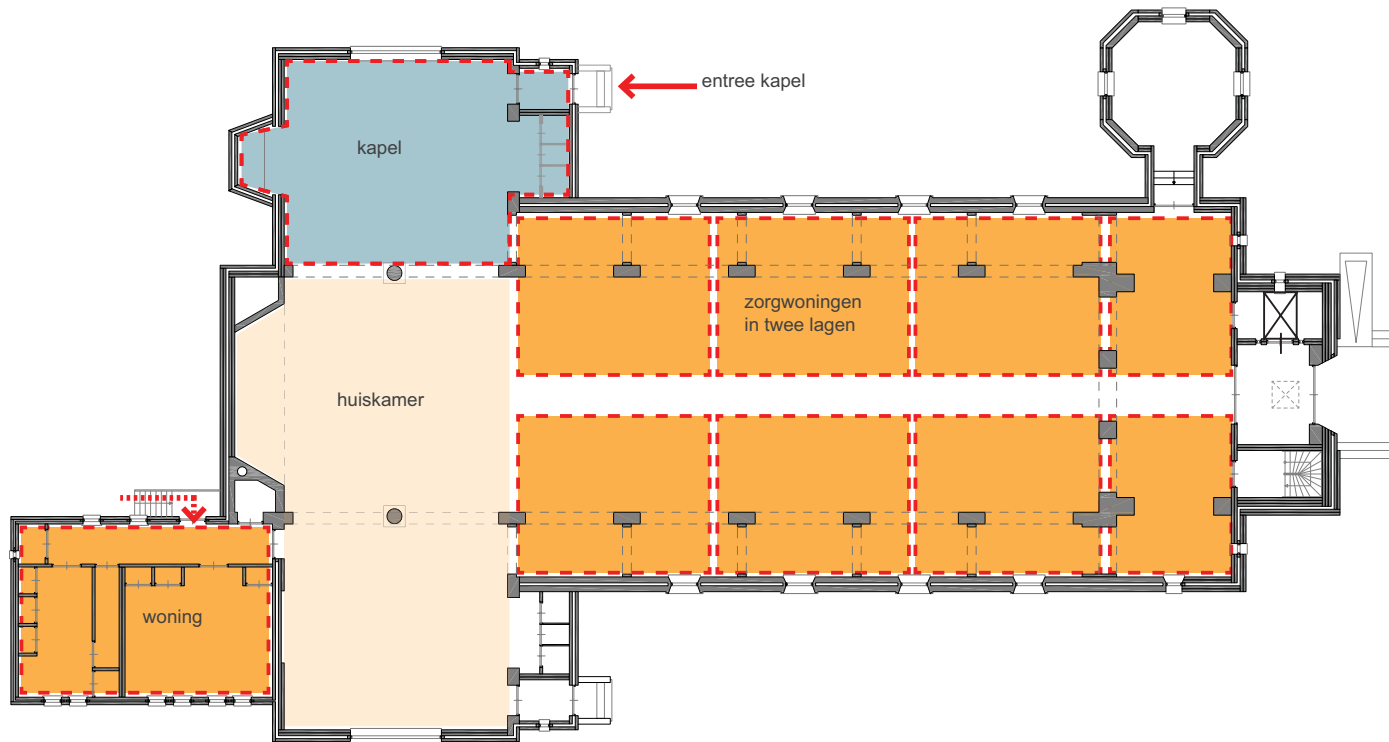 entree kapel
kapel
zorgwoningen
in twee lagen
huiskamer
woning